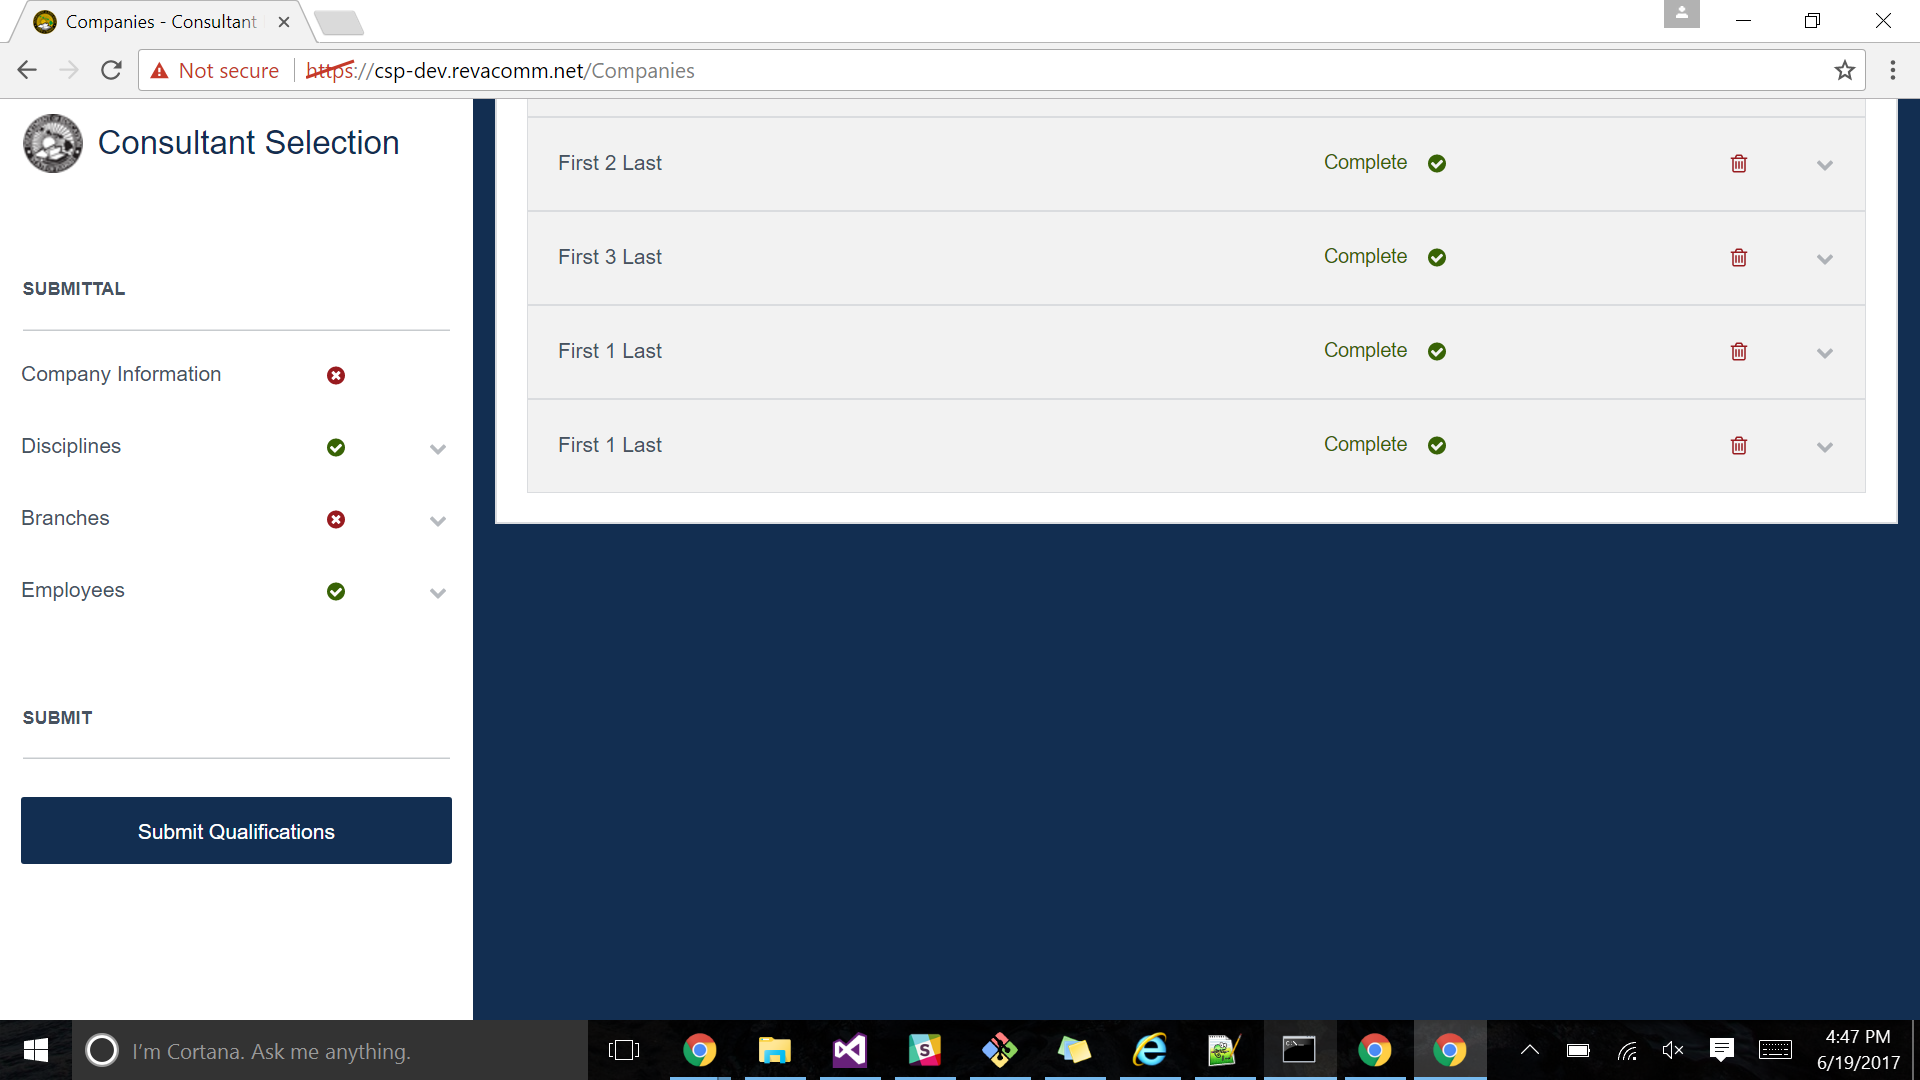 Companies - Consultant
Not secure https://csp-dev.revacomm.net/Companies
Consultant Selection
SUBMITTAL
Company Information
Disciplines
Branches
Employees
SUBMIT
Submit Qualifications
First 2 Last Complete
First 3 Last Complete
First 1 Last Complete
First 1 Last Complete
I'm Cortana. Ask me anything.
4:47 PM
6/19/2017